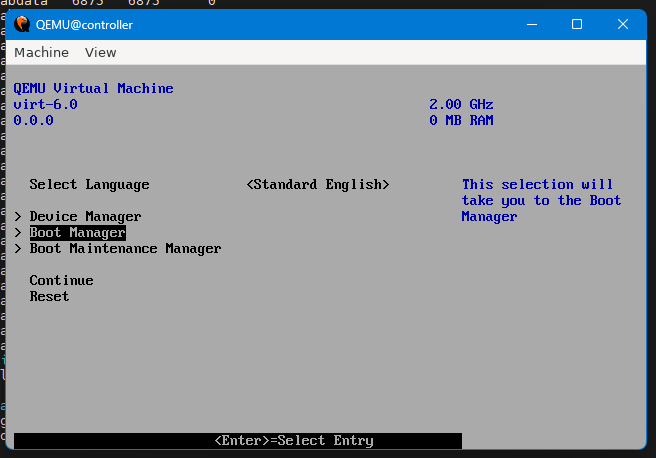 abdata 6875 6875 0
QEMU@controller
Machine View
QEMU Virtual Machine
virt-6.0 2.00 GHz
0.0.0 0 MB RAM
Select Language <Standard English> This selection will
take you to the Boot
> Device Manager Manager
> Boot Manager
> Boot Maintenance Manager
Continue
Reset
<Enter>=Select Entry